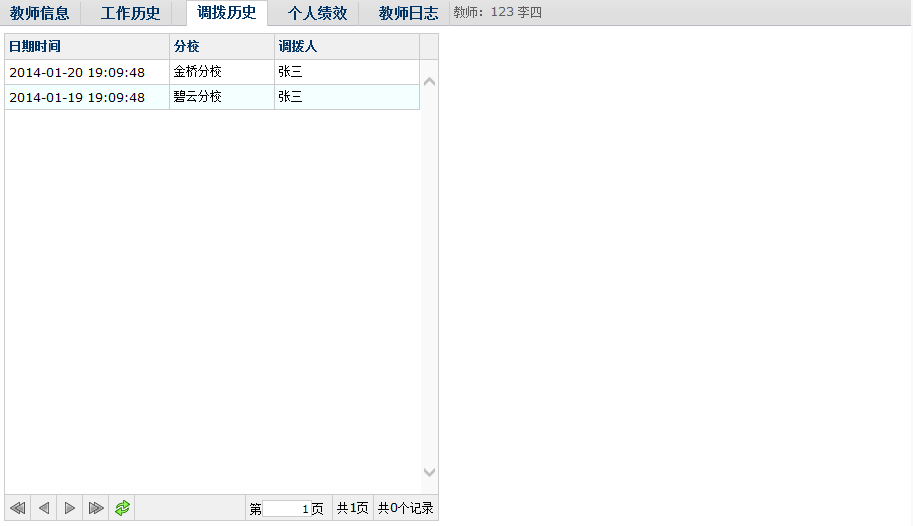 教师信息 工作历史 调拨历史 个人绩效 教师日志 教师：123 李四
日期时间 分校 调拨人
2014-01-20 19:09:48 金桥分校 张三
2014-01-19 19:09:48 碧云分校 张三
第 1页 共1页 共0个记录